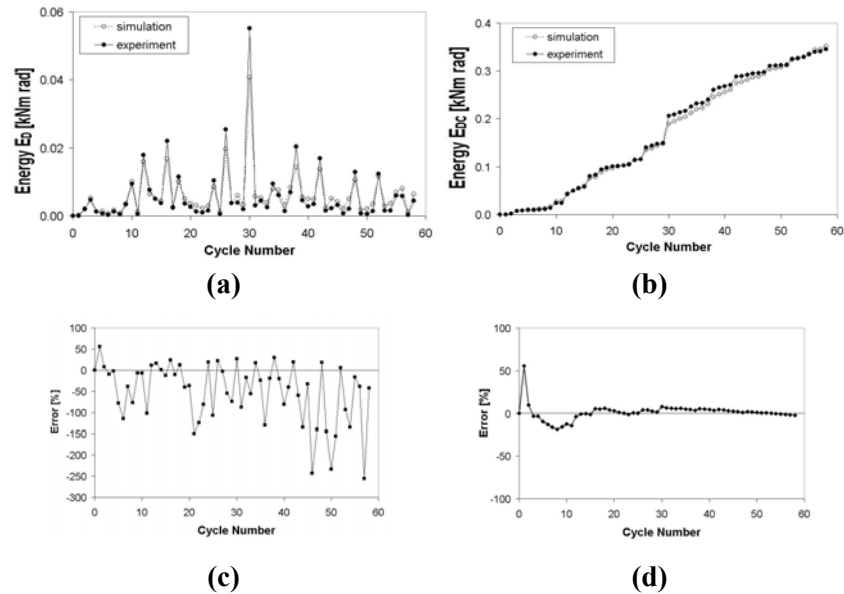 Energy ED [kNm rad]
0.06
0.04
0.02
0.00
simulation
experiment
0 10 20 30 40 50 60
Cycle Number
(a)
Energy EDC [kNm rad]
0.4
0.3
0.2
0.1
0.0
simulation
experiment
0 10 20 30 40 50 60
Cycle Number
(b)
Error [%]
100
50
0
-50
-100
-150
-200
-250
-300
0 10 20 30 40 50 60
Cycle Number
(c)
Error [%]
100
50
0
-50
-100
0 10 20 30 40 50 60
Cycle Number
(d)